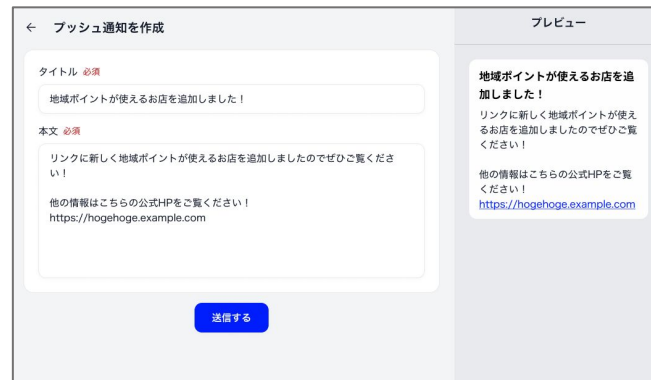 ← プッシュ通知を作成
タイトル 必須
地域ポイントが使えるお店を追加しました！
本文 必須
リンクに新しく地域ポイントが使えるお店を追加しましたのでぜひご覧くださ
い！
他の情報はこちらの公式HPをご覧ください！
https://hogehoge.example.com
送信する
プレビュー
地域ポイントが使えるお店を追
加しました！
リンクに新しく地域ポイントが使え
るお店を追加しましたのでぜひご覧
ください！
他の情報はこちらの公式HPをご覧
ください！
https://hogehoge.example.com